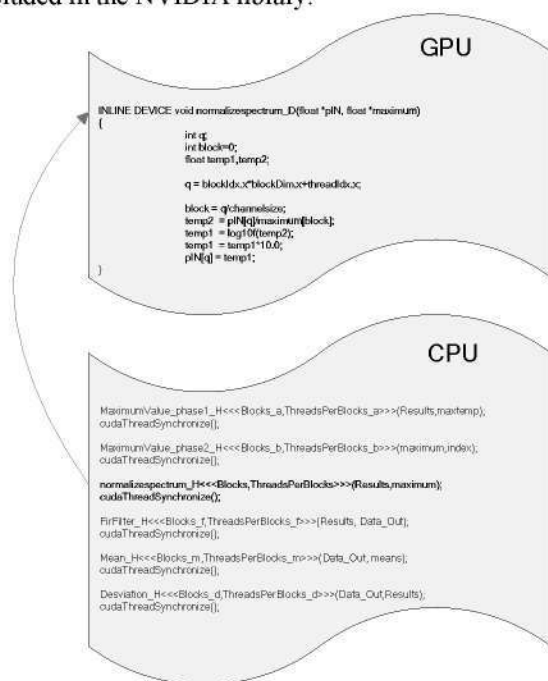 in the NVIDIA library.
GPU
INLINE DEVICE void normalizespectrum_D(float *pIN, float *maximum)
{
int q;
int block=0;
float temp1,temp2;
q = blockIdx.x*blockDim.x+threadIdx.x;
block = q/channelsize;
temp2 = pIN[q]/maximum[block];
temp1 = log10f(temp2);
temp1 = temp1*10.0;
pIN[q] = temp1;
}
CPU
MaximumValue_phase1_H<<<Blocks_a,ThreadsPerBlocks_a>>>(Results,maxtemp);
cudaThreadSynchronize();
MaximumValue_phase2_H<<<Blocks_b,ThreadsPerBlocks_b>>>(maximum,index);
cudaThreadSynchronize();
normalizespectrum_H<<<Blocks,ThreadsPerBlocks>>>(Results,maximum);
cudaThreadSynchronize();
FirFilter_H<<<Blocks_f,ThreadsPerBlocks_f>>>(Results, Data_Out);
cudaThreadSynchronize();
Mean_H<<<Blocks_m,ThreadsPerBlocks_m>>>(Data_Out, means);
cudaThreadSynchronize();
Desviation_H<<<Blocks_d,ThreadsPerBlocks_d>>>(Data_Out,Results);
cudaThreadSynchronize();